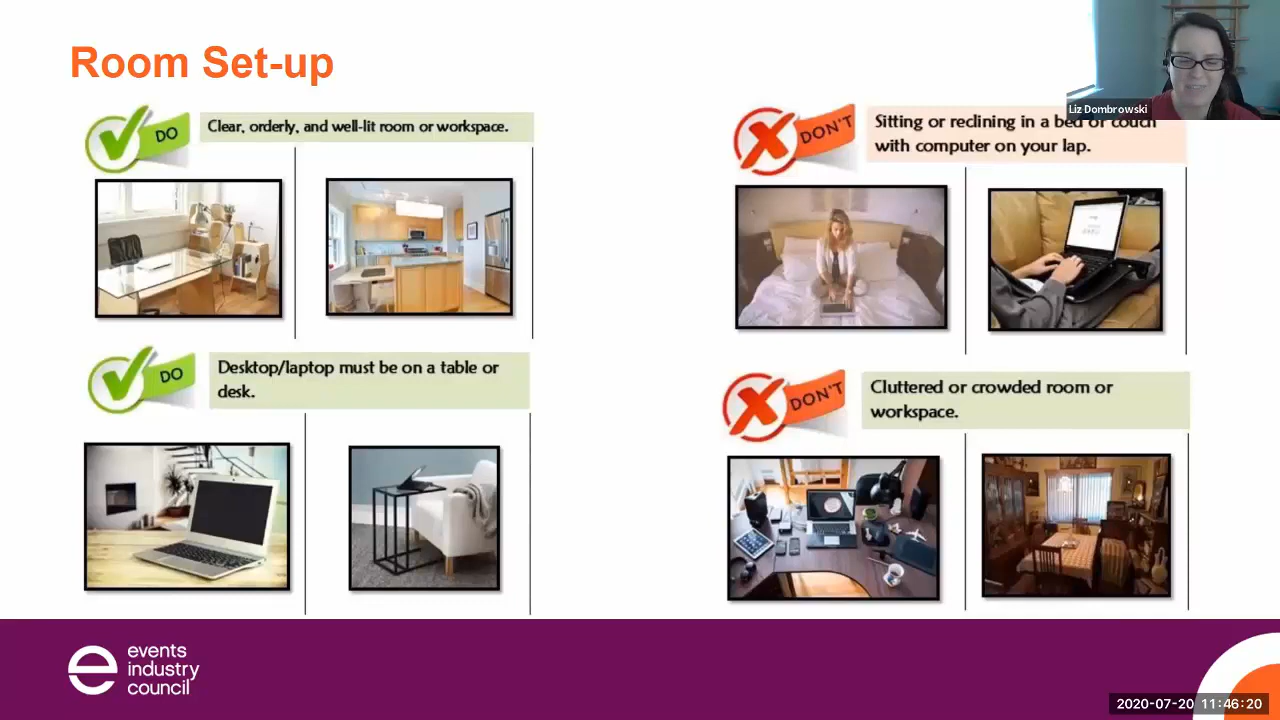 Room Set-up
DO
Clear, orderly, and well-lit room or workspace.
DO
Desktop/laptop must be on a table or
desk.
DON'T
Sitting or reclining in a bed or couch
with computer on your lap.
DON'T
Cluttered or crowded room or
workspace.
Liz Dombrowski
events
industry
council
2020-07-20 11:46:20